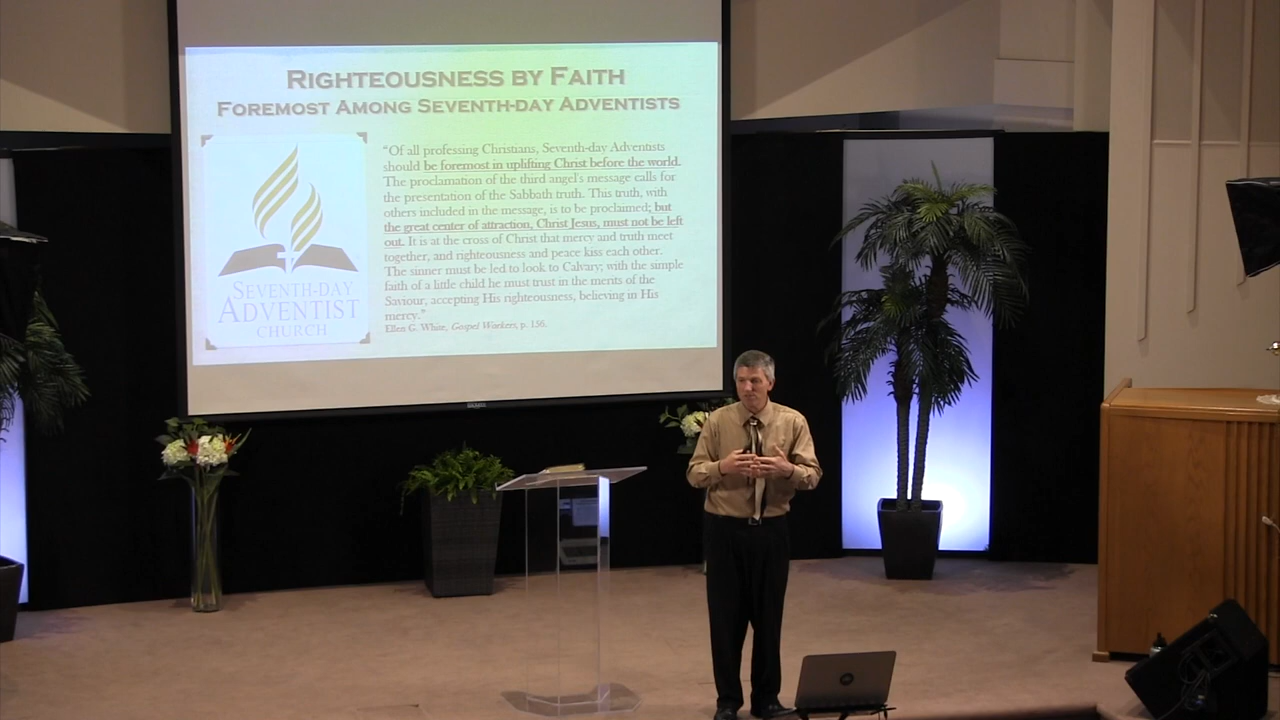 RIGHTEOUSNESS BY FAITH
FOREMOST AMONG SEVENTH-DAY ADVENTISTS
“Of all professing Christians, Seventh-day Adventists
should be foremost in uplifting Christ before the world.
The proclamation of the third angel's message calls for
the presentation of the Sabbath truth. This truth, with
others included in the message, is to be proclaimed; but
the great center of attraction, Christ Jesus, must not be left
out. It is at the cross of Christ that mercy and truth meet
together, and righteousness and peace kiss each other.
The sinner must be led to look to Calvary; with the simple
faith of a little child he must trust in the merits of the
Saviour, accepting His righteousness, believing in His
mercy.”
Ellen G. White, Gospel Workers, p. 156.
SEVENTH-DAY
ADVENTIST
CHURCH